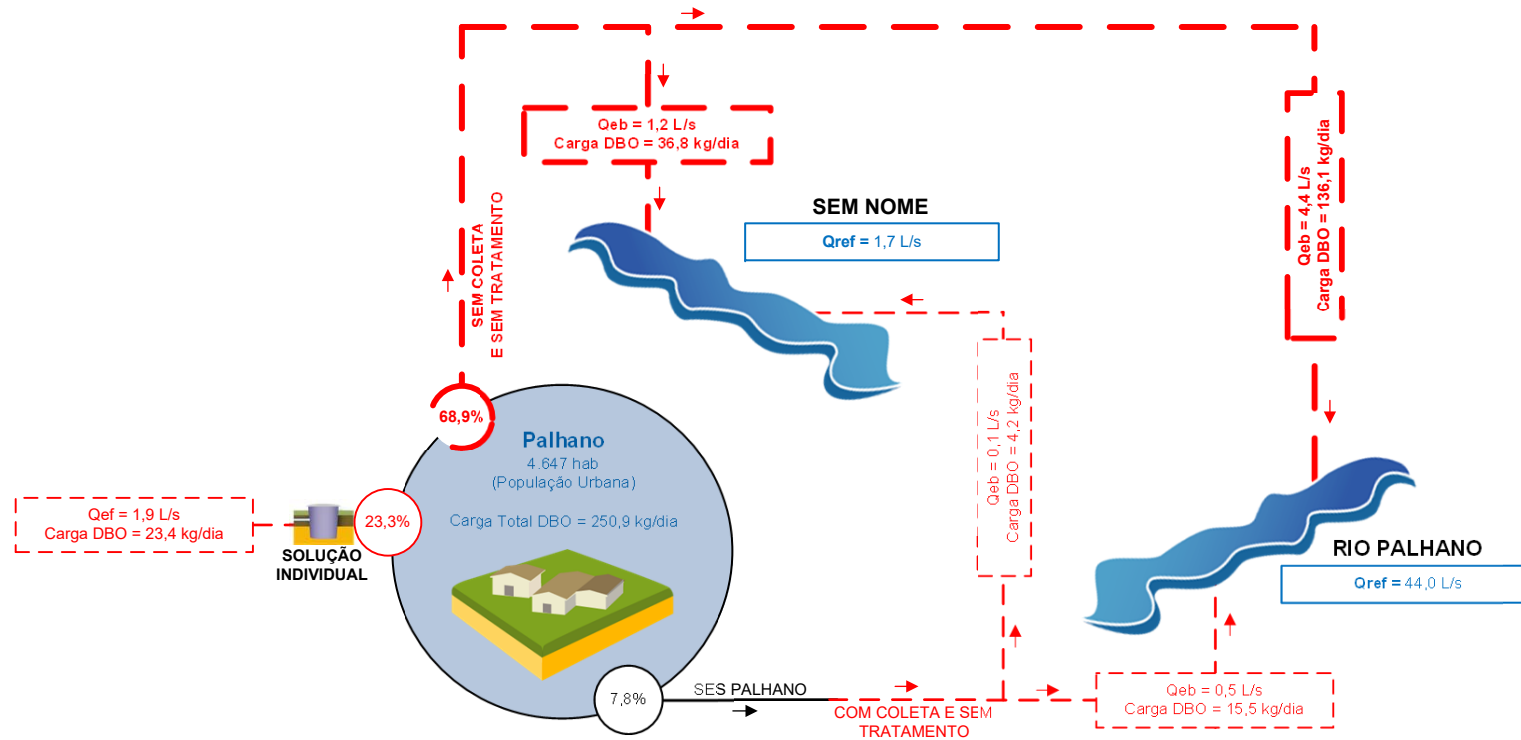 Qeb = 1,2 L/s
Carga DBO = 36,8 kg/dia
SEM NOME
Qref = 1,7 L/s
Qeb = 4,4 L/s
Carga DBO = 136,1 kg/dia
SEM COLETA
E SEM TRATAMENTO
68,9%
Palhano
4.647 hab
(População Urbana)
Carga Total DBO = 250,9 kg/dia
Qeb = 0,1 L/s
Carga DBO = 4,2 kg/dia
Qef = 1,9 L/s
Carga DBO = 23,4 kg/dia
23,3%
SOLUÇÃO
INDIVIDUAL
RIO PALHANO
Qref = 44,0 L/s
7,8%
SES PALHANO
COM COLETA E SEM
TRATAMENTO
Qeb = 0,5 L/s
Carga DBO = 15,5 kg/dia